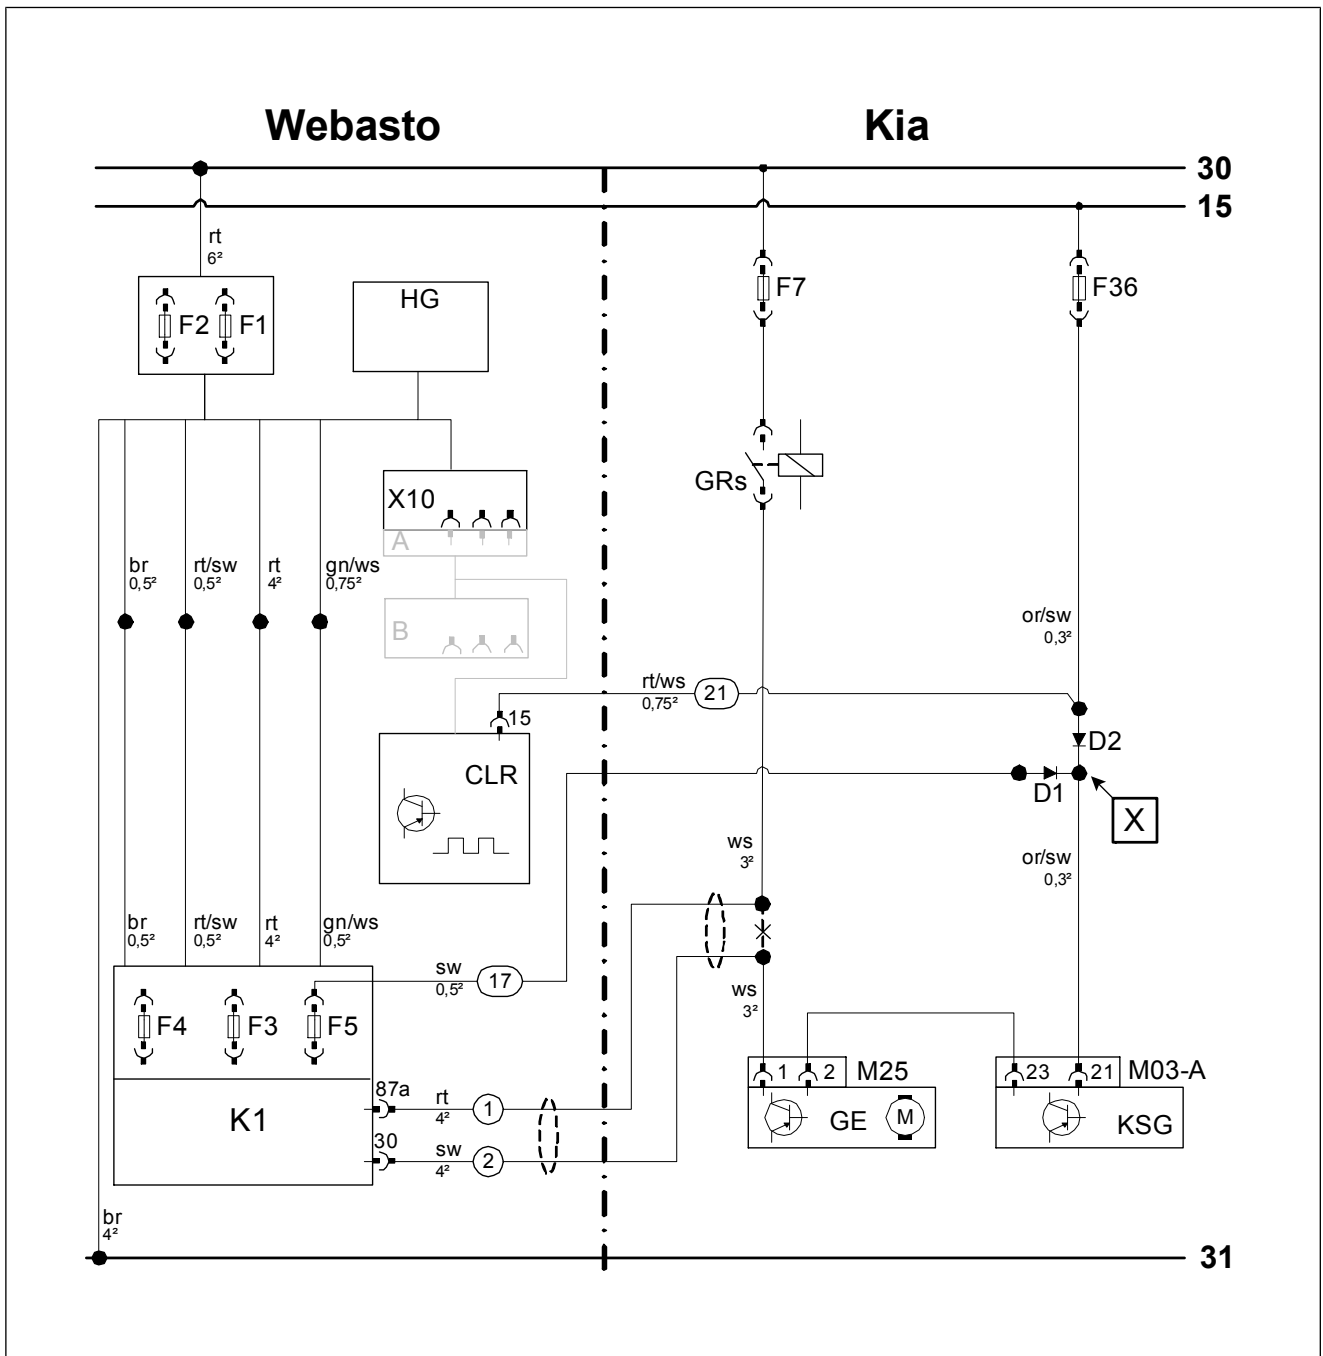 Webasto Kia
30
15
rt
6²
F2 F1
HG
F7
F36
X10
A
GRs
br rt/sw rt gn/ws
0,5² 0,5² 4² 0,75²
B
or/sw
0,3²
rt/ws 21
0,75²
15
D2
CLR
D1
X
ws
3²
or/sw
0,3²
br rt/sw rt gn/ws
0,5² 0,5² 4² 0,5²
sw 17
0,5²
ws
3²
F4 F3 F5
1 2 M25
23 21 M03-A
87a
rt 1
4²
K1
GE M
KSG
30
sw 2
4²
br
4²
31